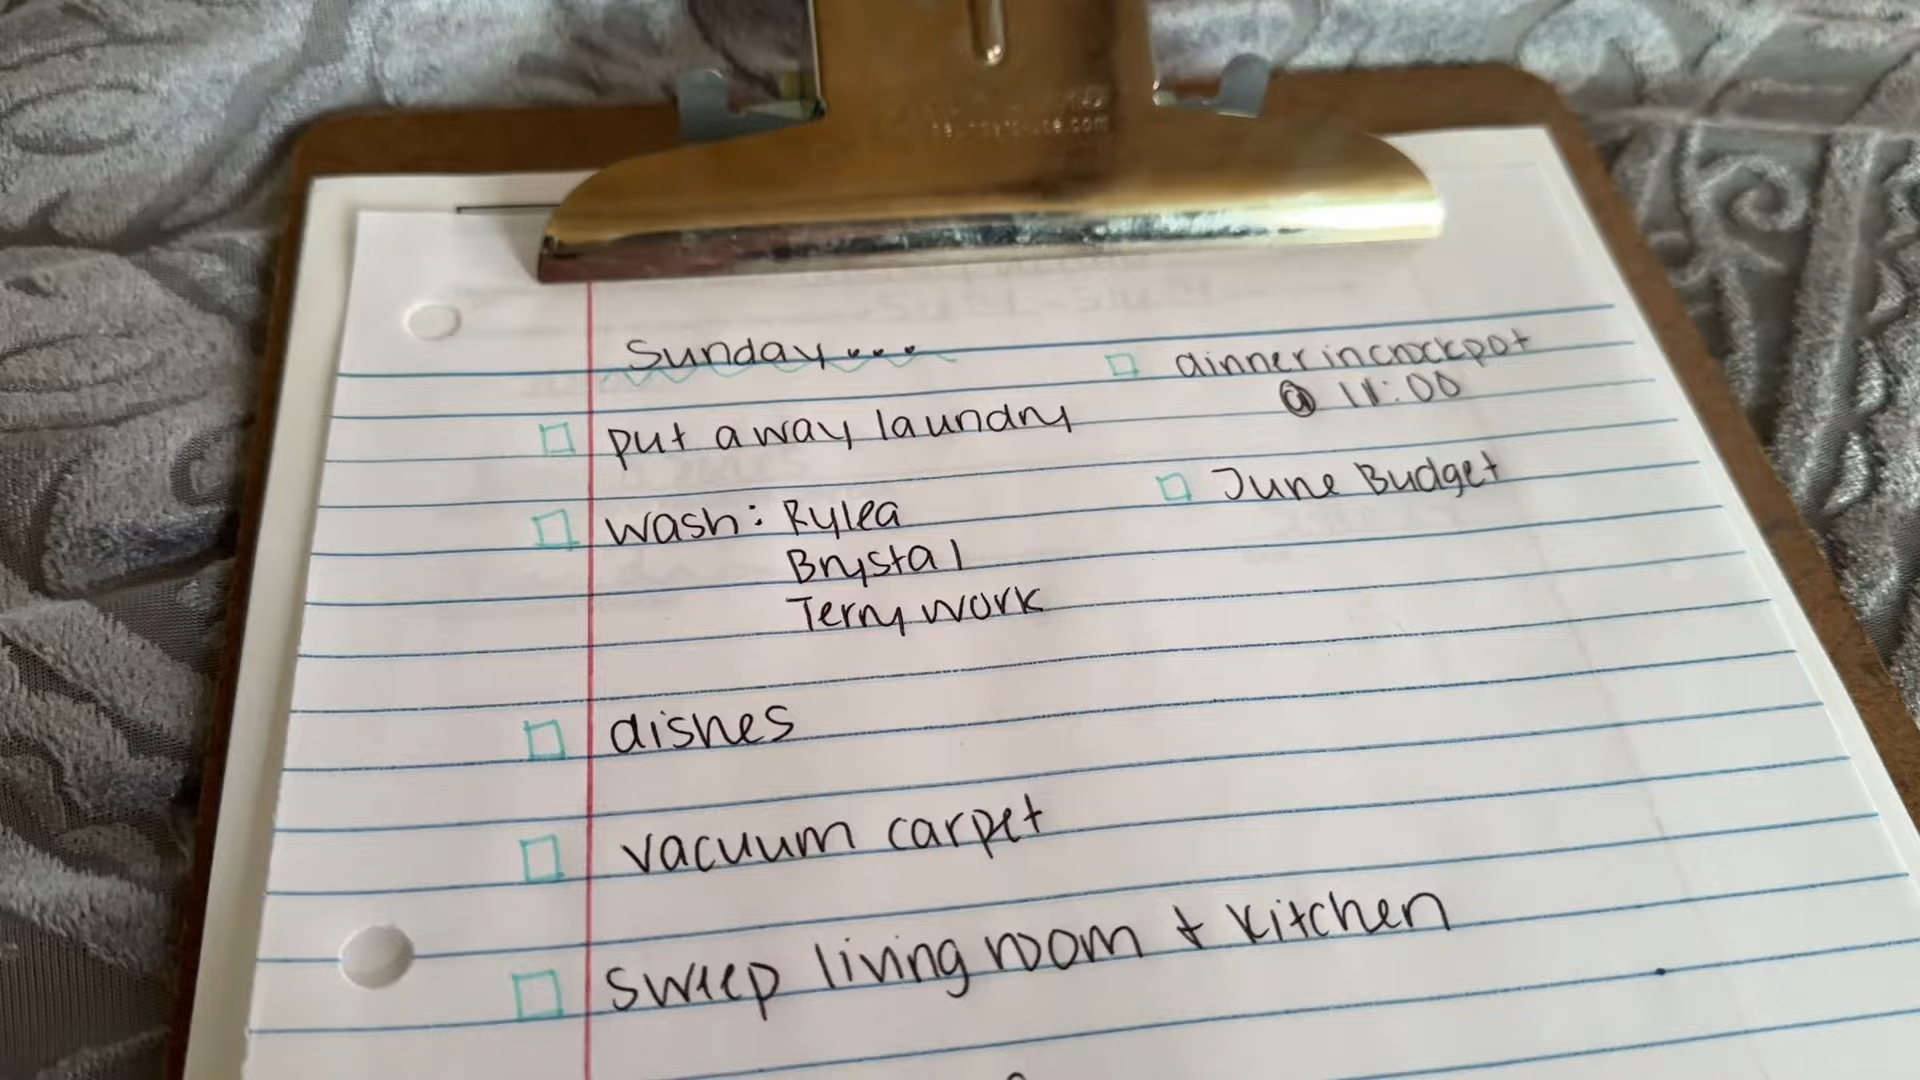 Sunday...
put away laundry
wash: Rylea
Brystal
Terry work
dishes
vacuum carpet
sweep living room + kitchen
dinner in crockpot
@ 11:00
June Budget